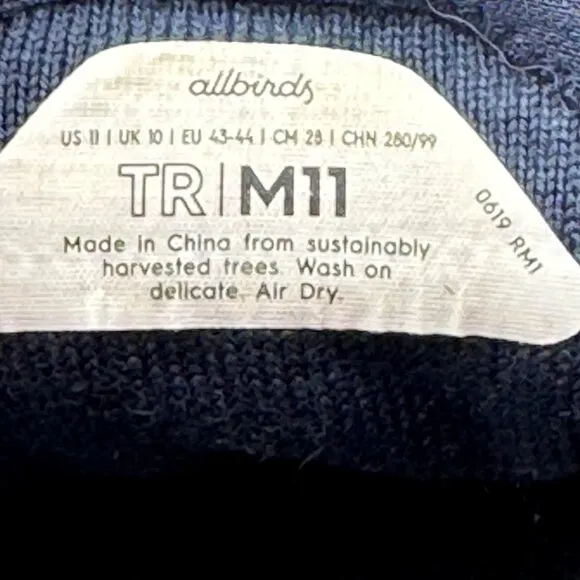 allbirds
US 11 | UK 10 | EU 43-44 | CM 28 | CHN 280/99
TR | M11
0619 RM1
Made in China from sustainably
harvested trees. Wash on
delicate. Air Dry.